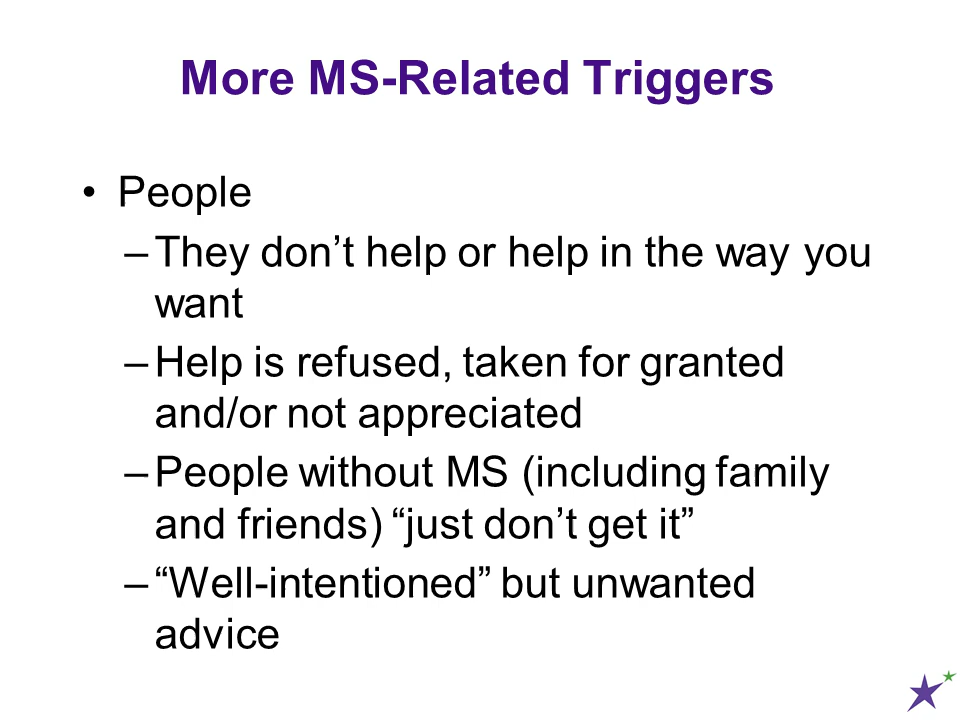 More MS-Related Triggers
• People
– They don’t help or help in the way you
want
– Help is refused, taken for granted
and/or not appreciated
– People without MS (including family
and friends) “just don’t get it”
– “Well-intentioned” but unwanted
advice